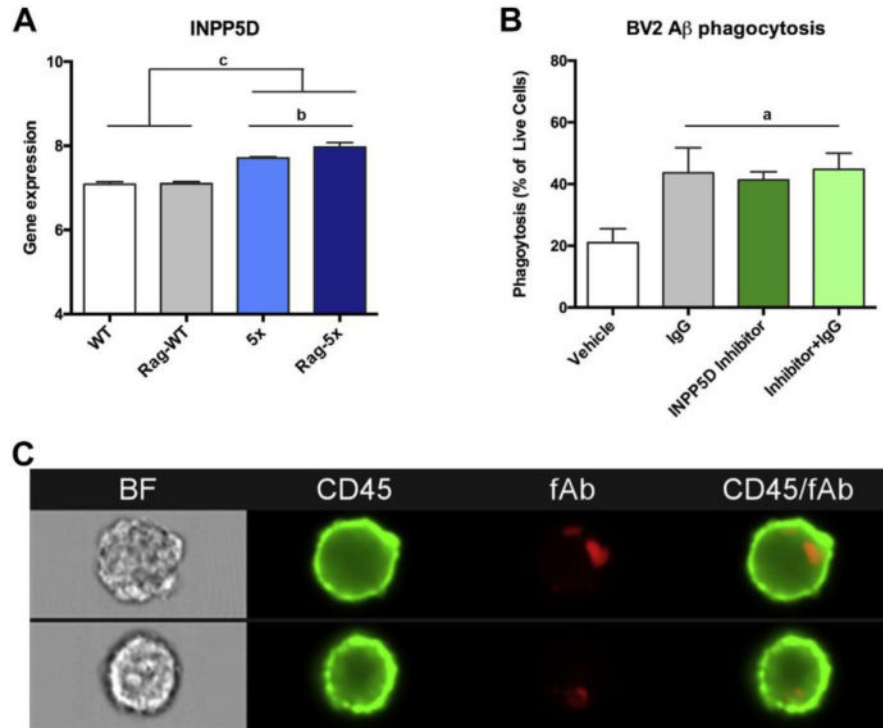 A
INPP5D
c
b
Gene expression
10
8
6
4
WT
Rag-WT
5x
Rag-5x
B
BV2 Aβ phagocytosis
a
Phagoytosis (% of Live Cells)
80
60
40
20
0
Vehicle
IgG
INPP5D Inhibitor
Inhibitor+IgG
C
BF CD45 fAb CD45/fAb